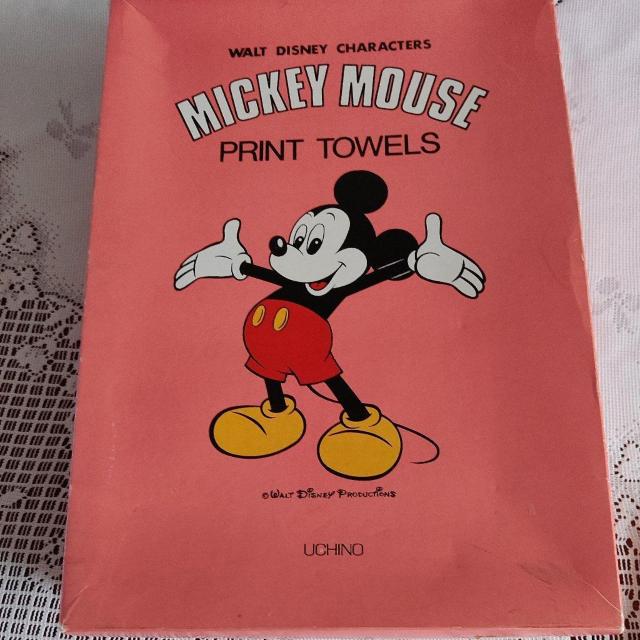 WALT DISNEY CHARACTERS
MICKEY MOUSE
PRINT TOWELS
© WALT DISNEY PRODUCTIONS
UCHINO